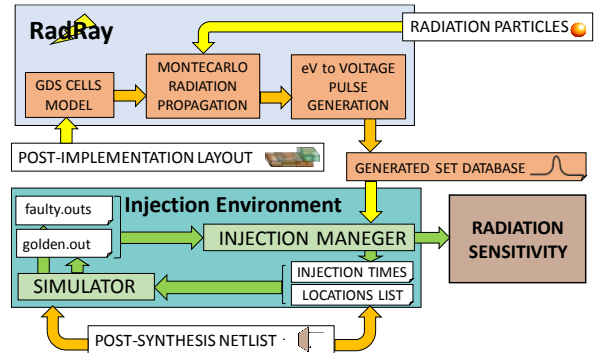 RadRay
RADIATION PARTICLES
GDS CELLS
MODEL
MONTECARLO
RADIATION
PROPAGATION
eV to VOLTAGE
PULSE
GENERATION
POST-IMPLEMENTATION LAYOUT
GENERATED SET DATABASE
Injection Environment
faulty.outs
golden.out
INJECTION MANEGER
RADIATION
SENSITIVITY
SIMULATOR
INJECTION TIMES
LOCATIONS LIST
POST-SYNTHESIS NETLIST